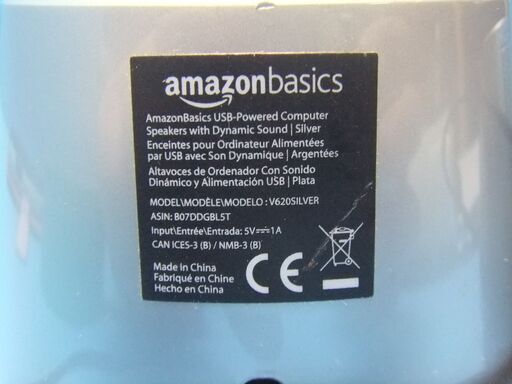 amazonbasics
AmazonBasics USB-Powered Computer
Speakers with Dynamic Sound | Silver
Enceintes pour Ordinateur Alimentées
par USB avec Son Dynamique | Argentées
Altavoces de Ordenador Con Sonido
Dinámico y Alimentación USB | Plata
MODEL/MODÈLE/MODELO : V620SILVER
ASIN: B07DDGBL5T
Input/Entrée/Entrada: 5V⎓1A
CAN ICES-3 (B) / NMB-3 (B)
Made in China
Fabriqué en Chine
Hecho en China
CE